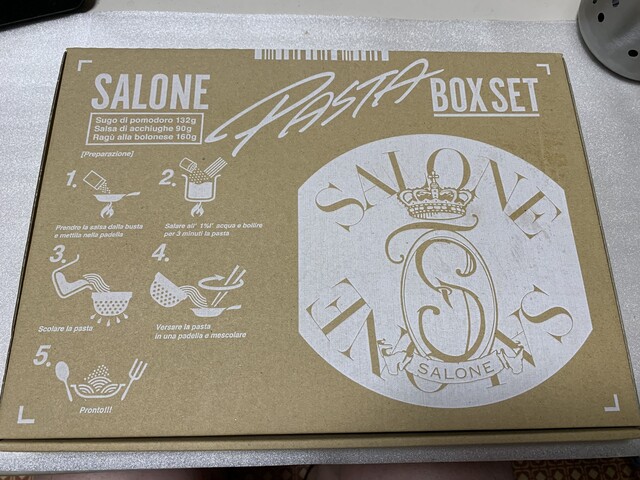 SALONE
PASTA
BOX SET
Sugo di pomodoro 132g
Salsa di acciughe 90g
Ragù alla bolonese 160g
[Preparazione]
1.
Prendro la salsa dalla busta
e mettila nella padella
2.
Salare all' 1%l' acqua e bollire
per 3 minuti la pasta
3.
Scolare la pasta
4.
Versare la pasta
in una padella e mescolare
5.
Pronto!!!
SALONE
S
SALONE
SALONE